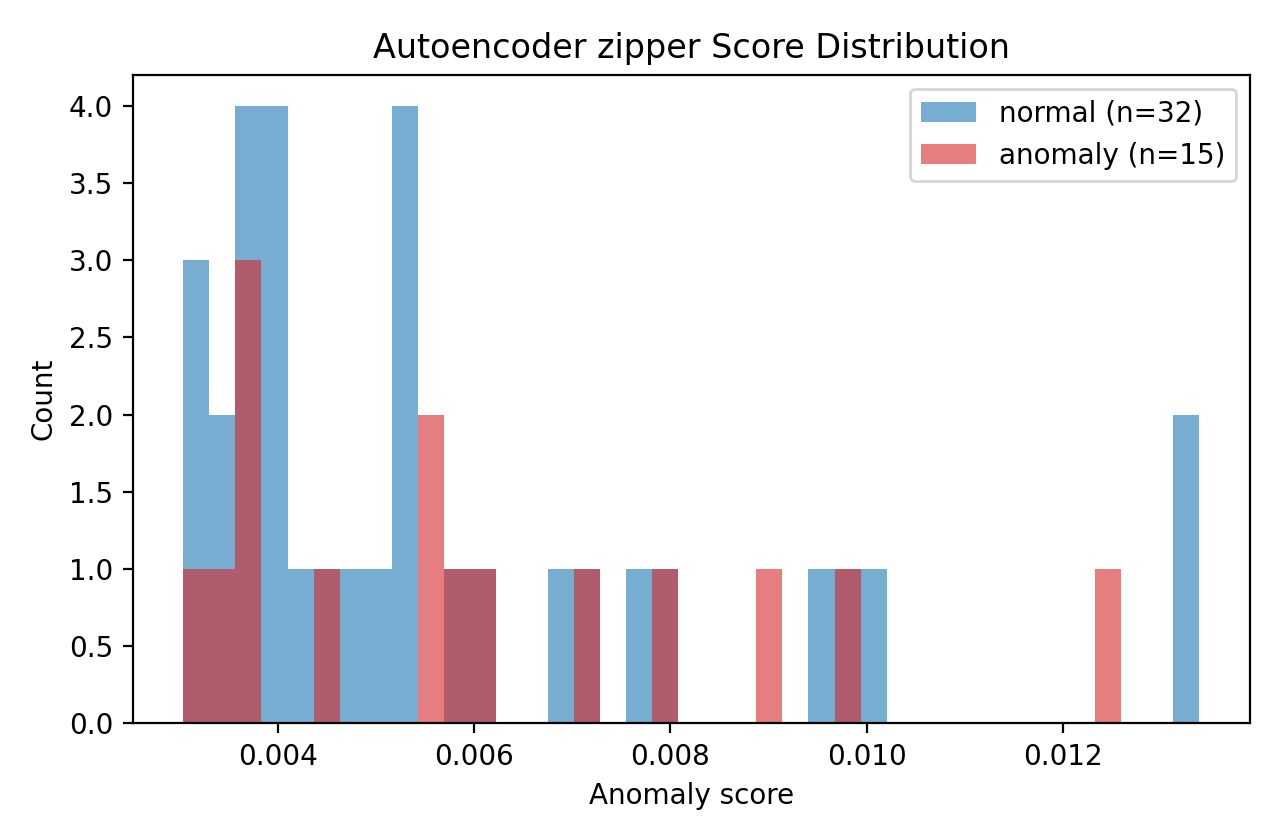 Autoencoder zipper Score Distribution
normal (n=32)
anomaly (n=15)
4.0
3.5
3.0
2.5
2.0
1.5
1.0
0.5
0.0
Count
0.004 0.006 0.008 0.010 0.012
Anomaly score